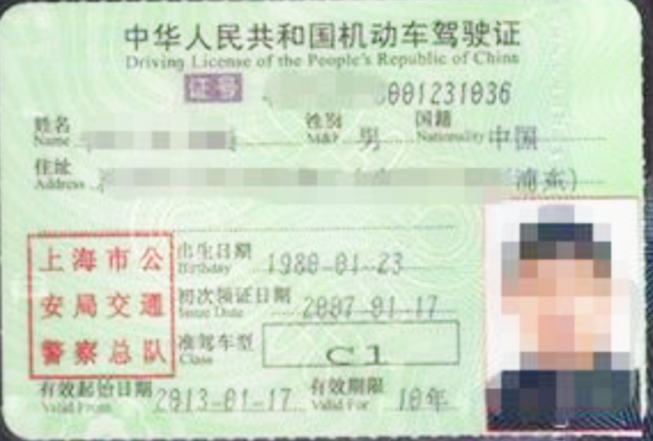 中华人民共和国机动车驾驶证
Driving License of the People's Republic of China
证号 001231036
姓名 性别 男 国籍 中国
Name M&F Nationality
住址 (浦东)
Address
上海市公
安局交通
警察总队
出生日期 1980-01-23
Birthday
初次领证日期 2007-01-17
Issue Date
准驾车型 C1
Class
有效起始日期 2013-01-17 有效期限 10年
Valid From Valid For